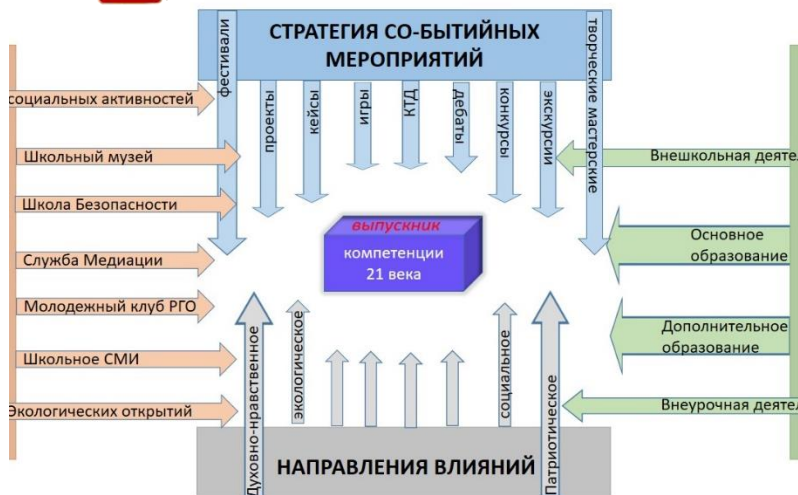 СТРАТЕГИЯ СО-БЫТИЙНЫХ
МЕРОПРИЯТИЙ
фестивали
проекты
кейсы
игры
КТД
дебаты
конкурсы
экскурсии
творческие мастерские
социальных активностей
Школьный музей
Школа Безопасности
Служба Медиации
Молодежный клуб РГО
Школьное СМИ
Экологических открытий
выпускник
компетенции
21 века
Внешкольная деятел
Основное
образование
Дополнительное
образование
Внеурочная деятел
Духовно-нравственное
экологическое
социальное
Патриотическое
НАПРАВЛЕНИЯ ВЛИЯНИЙ